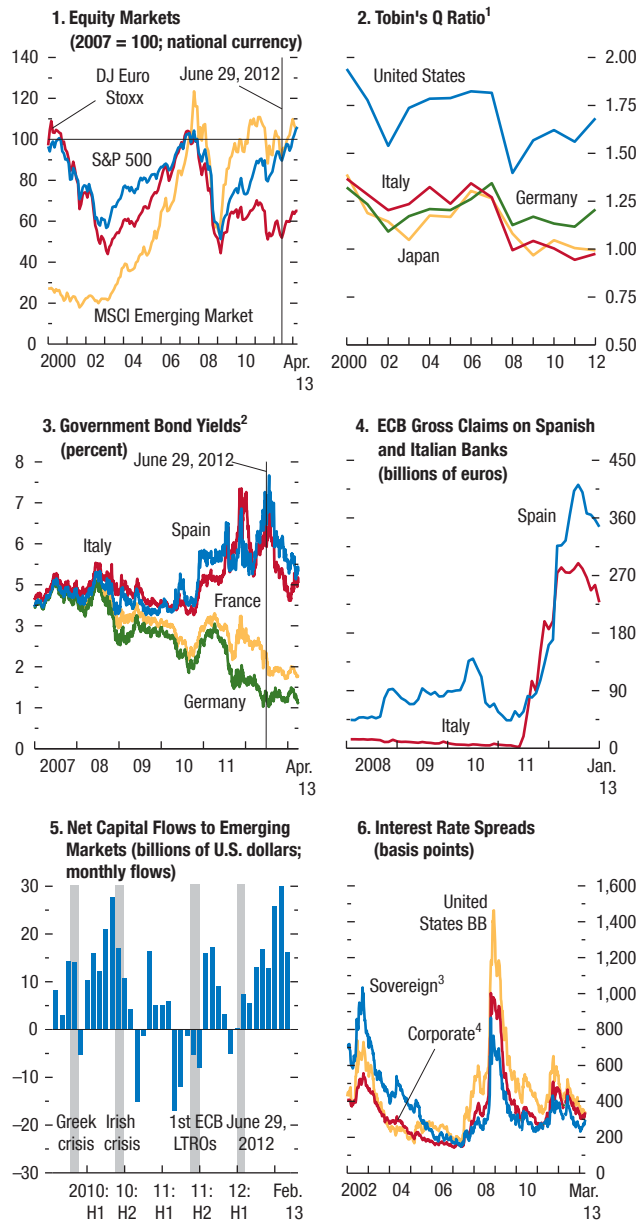 1. Equity Markets
(2007 = 100; national currency)
140
120
100
80
60
40
20
0
DJ Euro
Stoxx
June 29, 2012
S&P 500
MSCI Emerging Market
2000 02 04 06 08 10 Apr.
13
2. Tobin's Q Ratio¹
2.00
1.75
1.50
1.25
1.00
0.75
0.50
United States
Italy
Germany
Japan
2000 02 04 06 08 10 12
3. Government Bond Yields²
(percent)
8
7
6
5
4
3
2
1
0
June 29, 2012
Spain
Italy
France
Germany
2007 08 09 10 11 Apr.
13
4. ECB Gross Claims on Spanish
and Italian Banks
(billions of euros)
450
360
270
180
90
0
Spain
Italy
2008 09 10 11 Jan.
13
5. Net Capital Flows to Emerging
Markets (billions of U.S. dollars;
monthly flows)
30
20
10
0
–10
–20
–30
Greek
crisis
Irish
crisis
1st ECB
LTROs
June 29,
2012
2010:
H1
10:
H2
11:
H1
11:
H2
12:
H1
Feb.
13
6. Interest Rate Spreads
(basis points)
1,600
1,400
1,200
1,000
800
600
400
200
0
United
States BB
Sovereign³
Corporate⁴
2002 04 06 08 10 Mar.
13